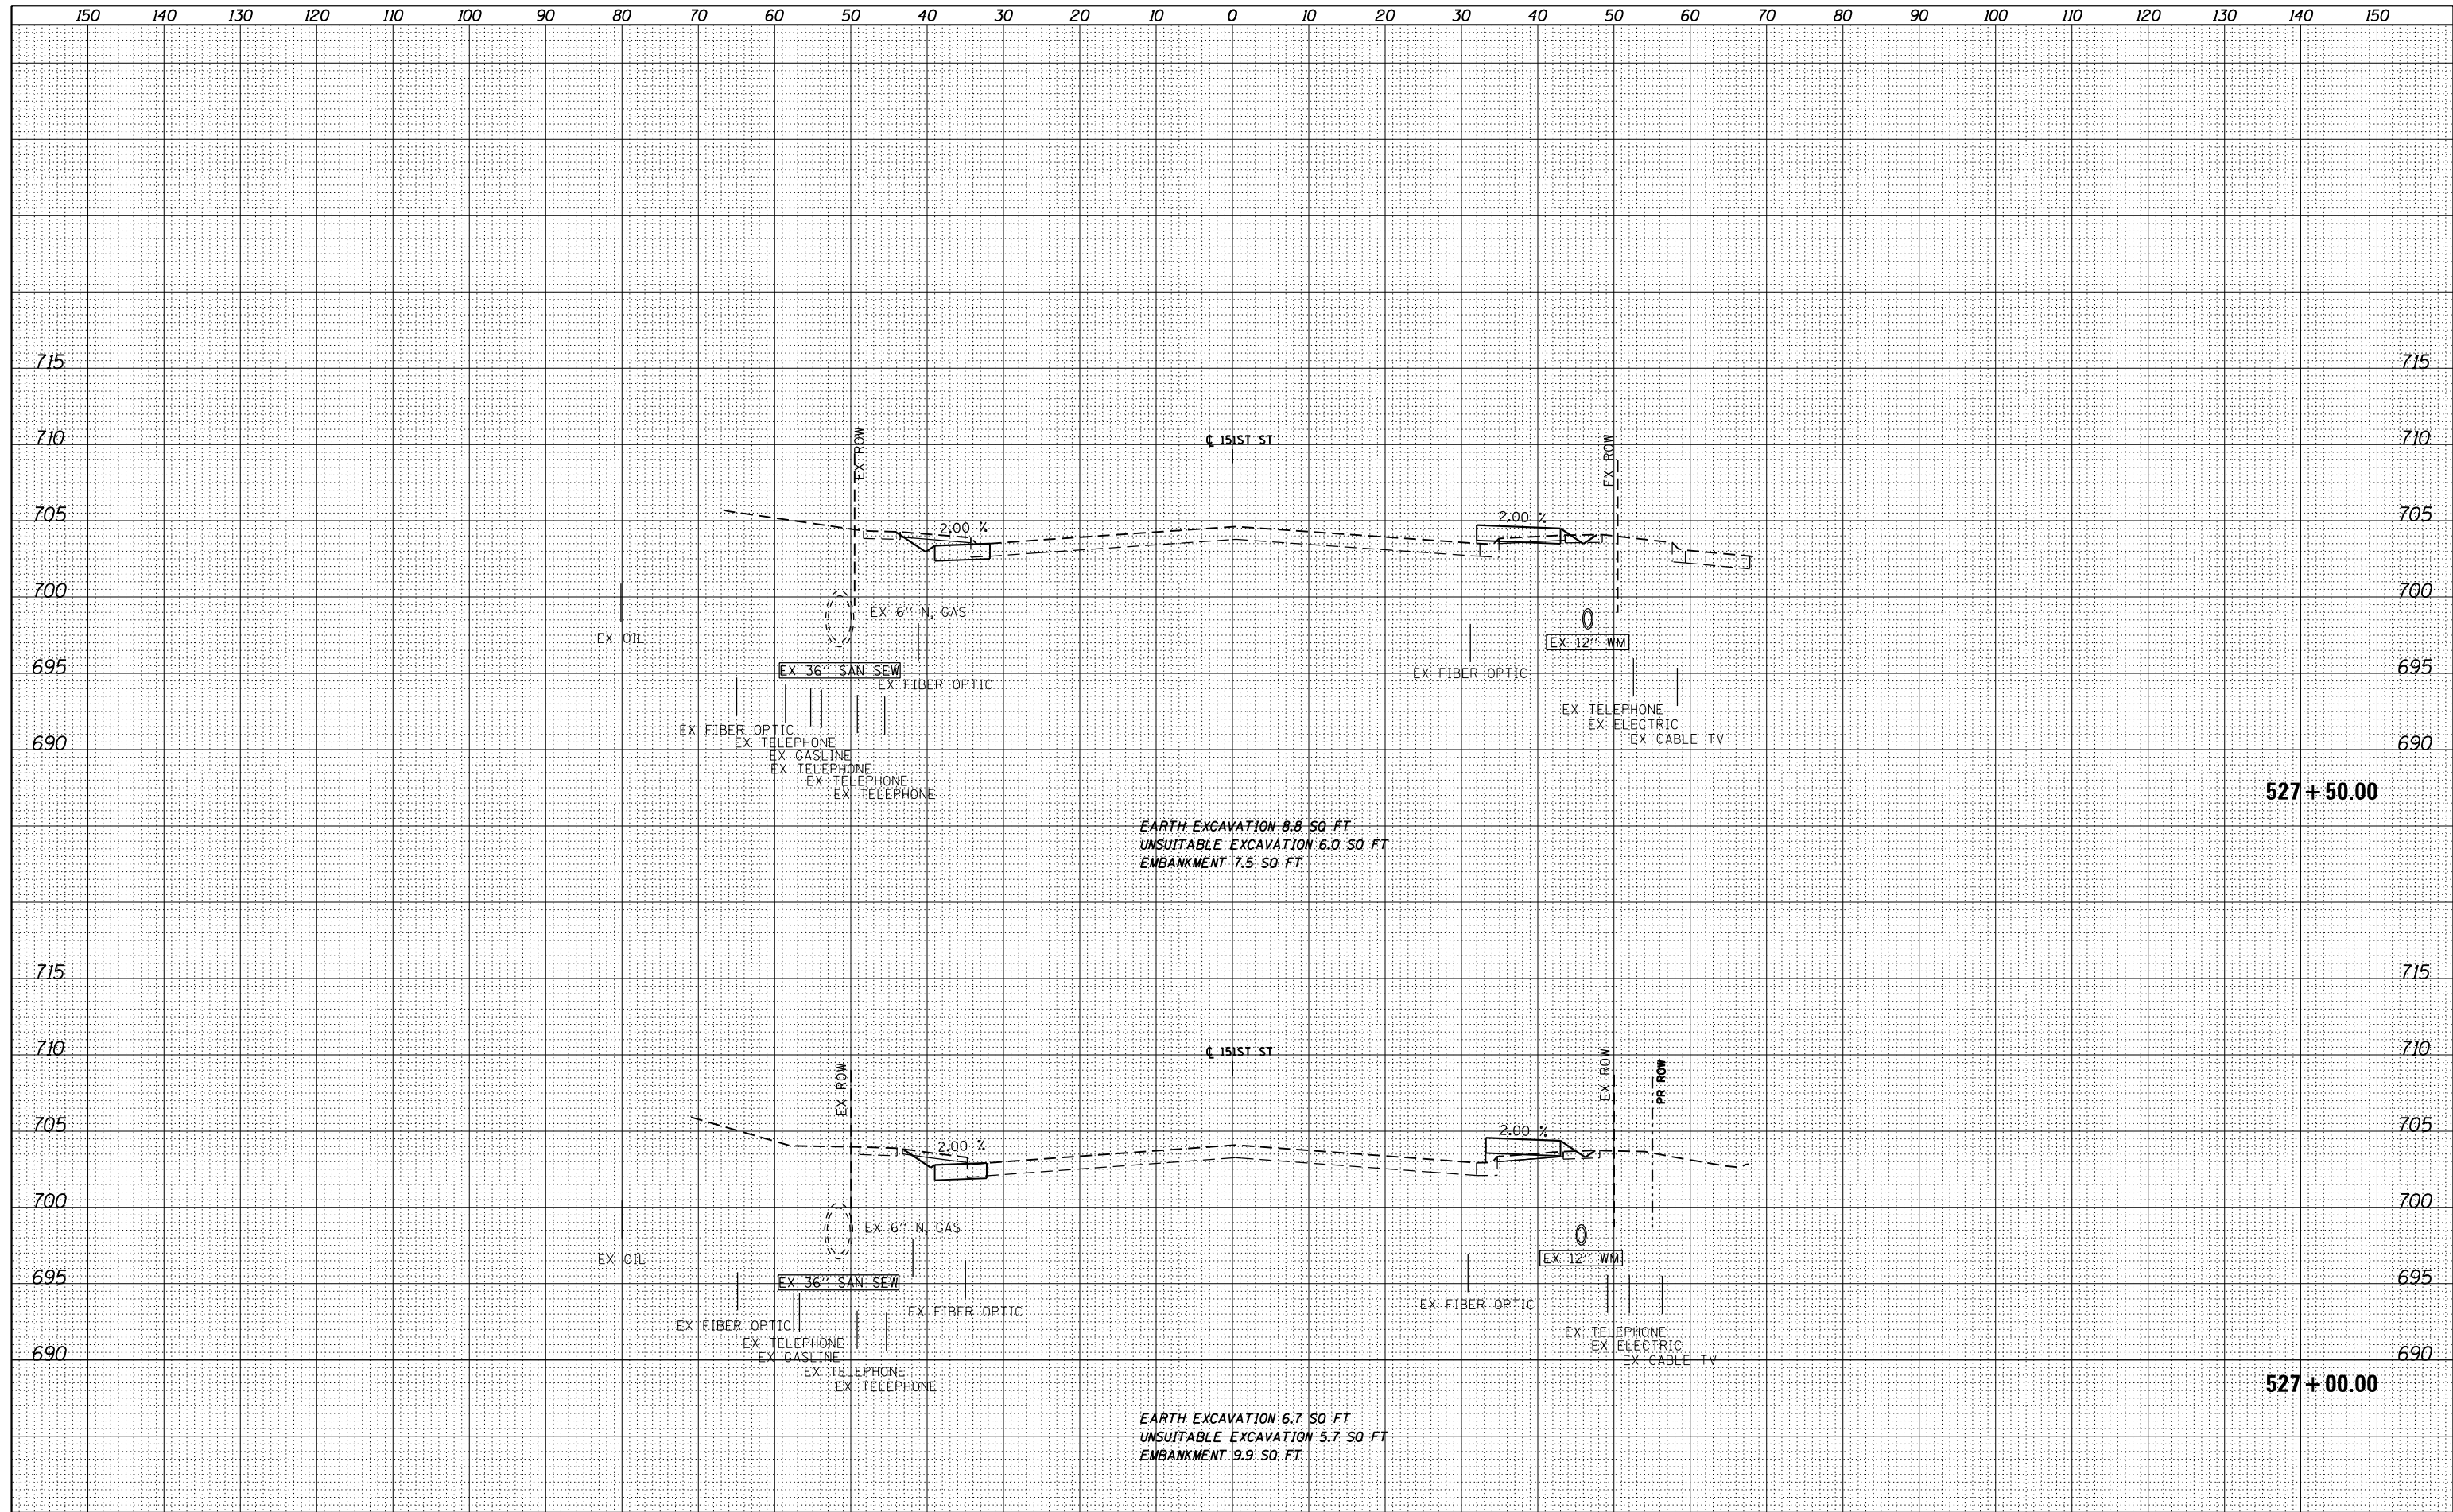 150 140 130 120 110 100 90 80 70 60 50 40 30 20 10 0 10 20 30 40 50 60 70 80 90 100 110 120 130 140 150
715 715
710 710
EX ROW
℄ 151ST ST
EX ROW
705 705
2.00 %
2.00 %
700 700
EX OIL
EX 6'' N. GAS
EX 36'' SAN SEW
EX FIBER OPTIC
EX FIBER OPTIC
EX 12'' WM
695 695
EX FIBER OPTIC
EX TELEPHONE
EX GASLINE
EX TELEPHONE
EX TELEPHONE
EX TELEPHONE
EX TELEPHONE
EX ELECTRIC
EX CABLE TV
690 690
527+50.00
EARTH EXCAVATION 8.8 SQ FT
UNSUITABLE EXCAVATION 6.0 SQ FT
EMBANKMENT 7.5 SQ FT
715 715
710 710
EX ROW
℄ 151ST ST
EX ROW
PR ROW
705 705
2.00 %
2.00 %
700 700
EX OIL
EX 6'' N. GAS
EX 36'' SAN SEW
EX FIBER OPTIC
EX FIBER OPTIC
EX 12'' WM
695 695
EX FIBER OPTIC
EX TELEPHONE
EX GASLINE
EX TELEPHONE
EX TELEPHONE
EX TELEPHONE
EX ELECTRIC
EX CABLE TV
690 690
527+00.00
EARTH EXCAVATION 6.7 SQ FT
UNSUITABLE EXCAVATION 5.7 SQ FT
EMBANKMENT 9.9 SQ FT